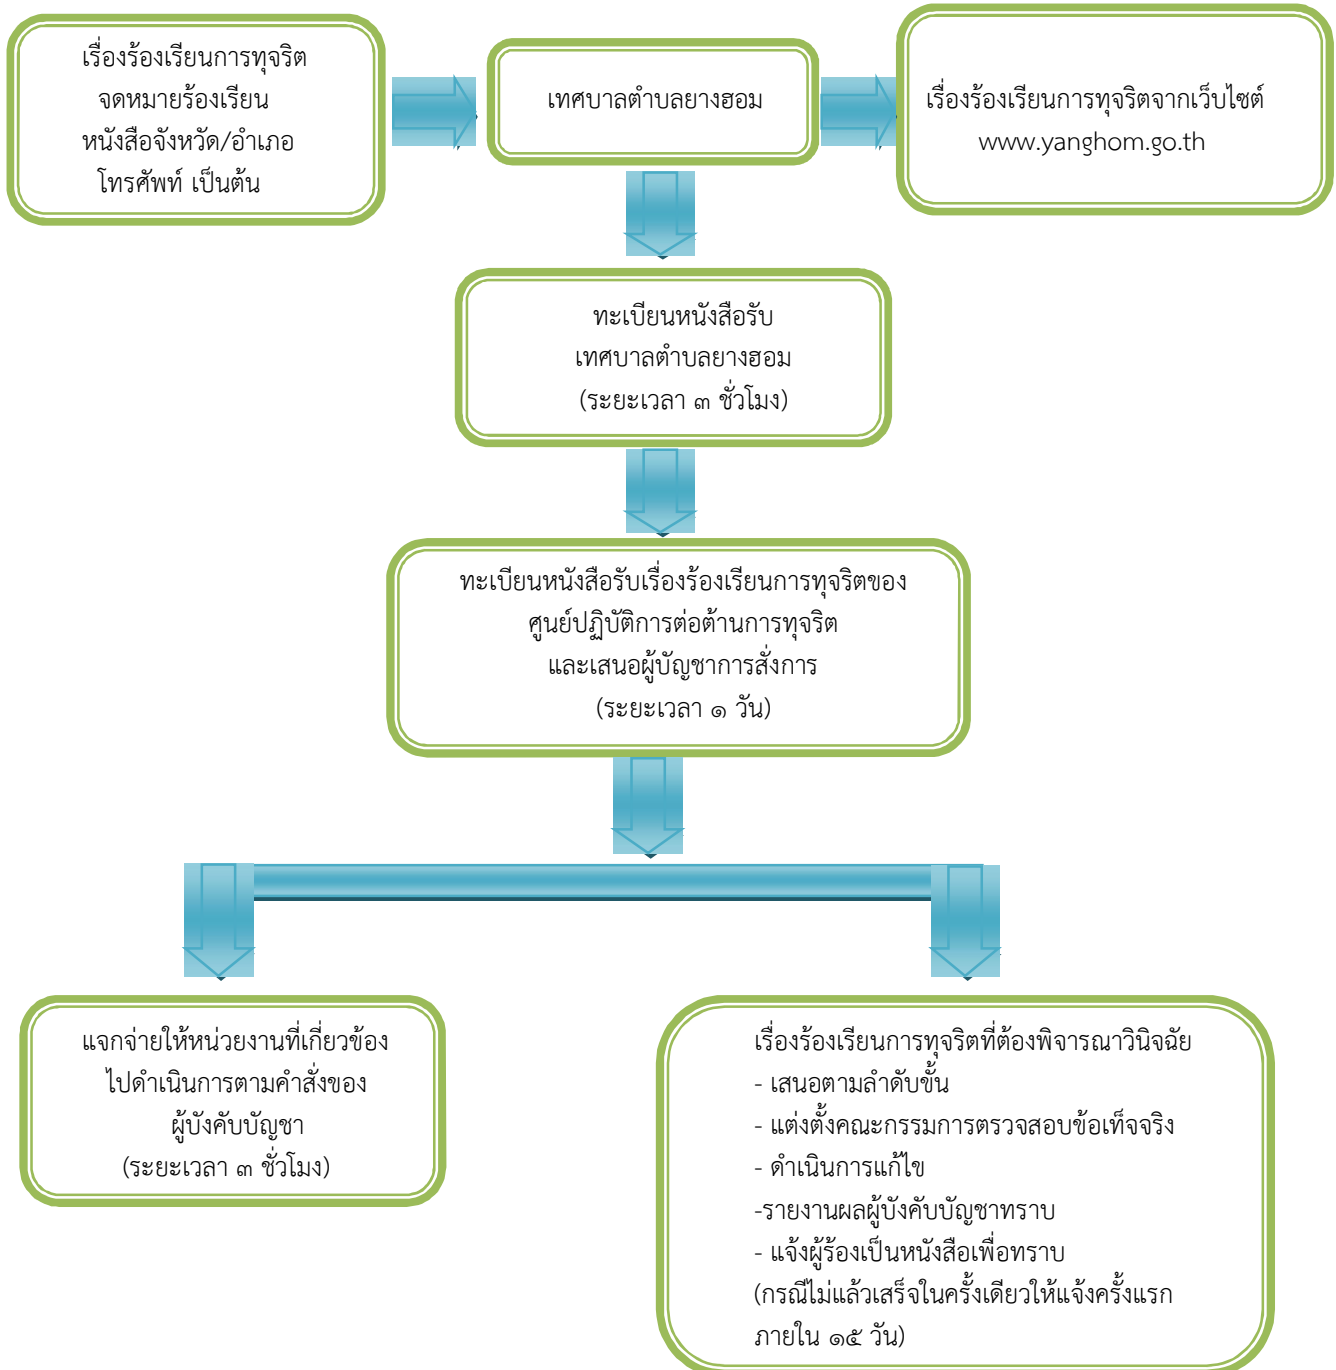 เรื่องร้องเรียนการทุจริต
จดหมายร้องเรียน
หนังสือจังหวัด/อำเภอ
โทรศัพท์ เป็นต้น
เทศบาลตำบลยางฮอม
เรื่องร้องเรียนการทุจริตจากเว็บไซต์
www.yanghom.go.th
ทะเบียนหนังสือรับ
เทศบาลตำบลยางฮอม
(ระยะเวลา ๓ ชั่วโมง)
ทะเบียนหนังสือรับเรื่องร้องเรียนการทุจริตของ
ศูนย์ปฏิบัติการต่อต้านการทุจริต
และเสนอผู้บัญชาการสั่งการ
(ระยะเวลา ๑ วัน)
แจกจ่ายให้หน่วยงานที่เกี่ยวข้อง
ไปดำเนินการตามคำสั่งของ
ผู้บังคับบัญชา
(ระยะเวลา ๓ ชั่วโมง)
เรื่องร้องเรียนการทุจริตที่ต้องพิจารณาวินิจฉัย
- เสนอตามลำดับขั้น
- แต่งตั้งคณะกรรมการตรวจสอบข้อเท็จจริง
- ดำเนินการแก้ไข
-รายงานผลผู้บังคับบัญชาทราบ
- แจ้งผู้ร้องเป็นหนังสือเพื่อทราบ
(กรณีไม่แล้วเสร็จในครั้งเดียวให้แจ้งครั้งแรก
ภายใน ๑๕ วัน)